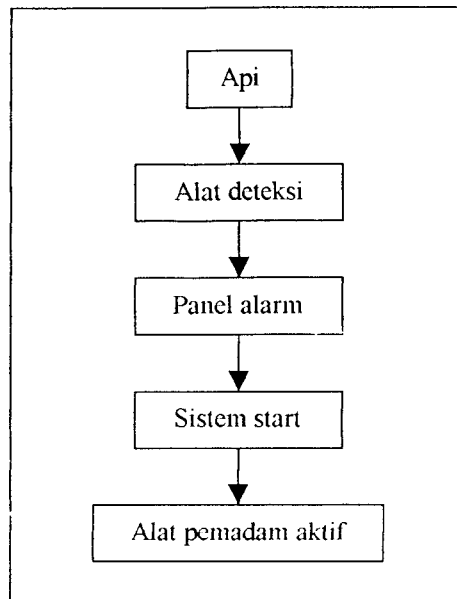 Api
Alat deteksi
Panel alarm
Sistem start
Alat pemadam aktif